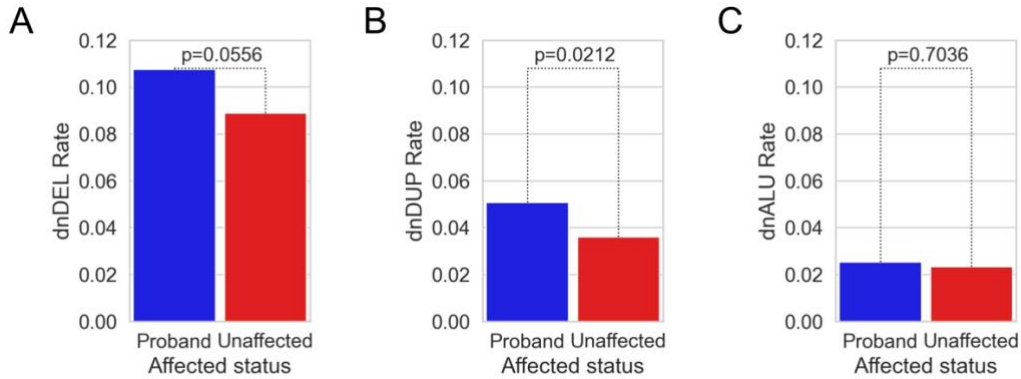 A
B
C
p=0.0556
p=0.0212
p=0.7036
dnDEL Rate
0.12
0.10
0.08
0.06
0.04
0.02
0.00
Proband Unaffected
Affected status
dnDUP Rate
0.12
0.10
0.08
0.06
0.04
0.02
0.00
Proband Unaffected
Affected status
dnALU Rate
0.12
0.10
0.08
0.06
0.04
0.02
0.00
Proband Unaffected
Affected status